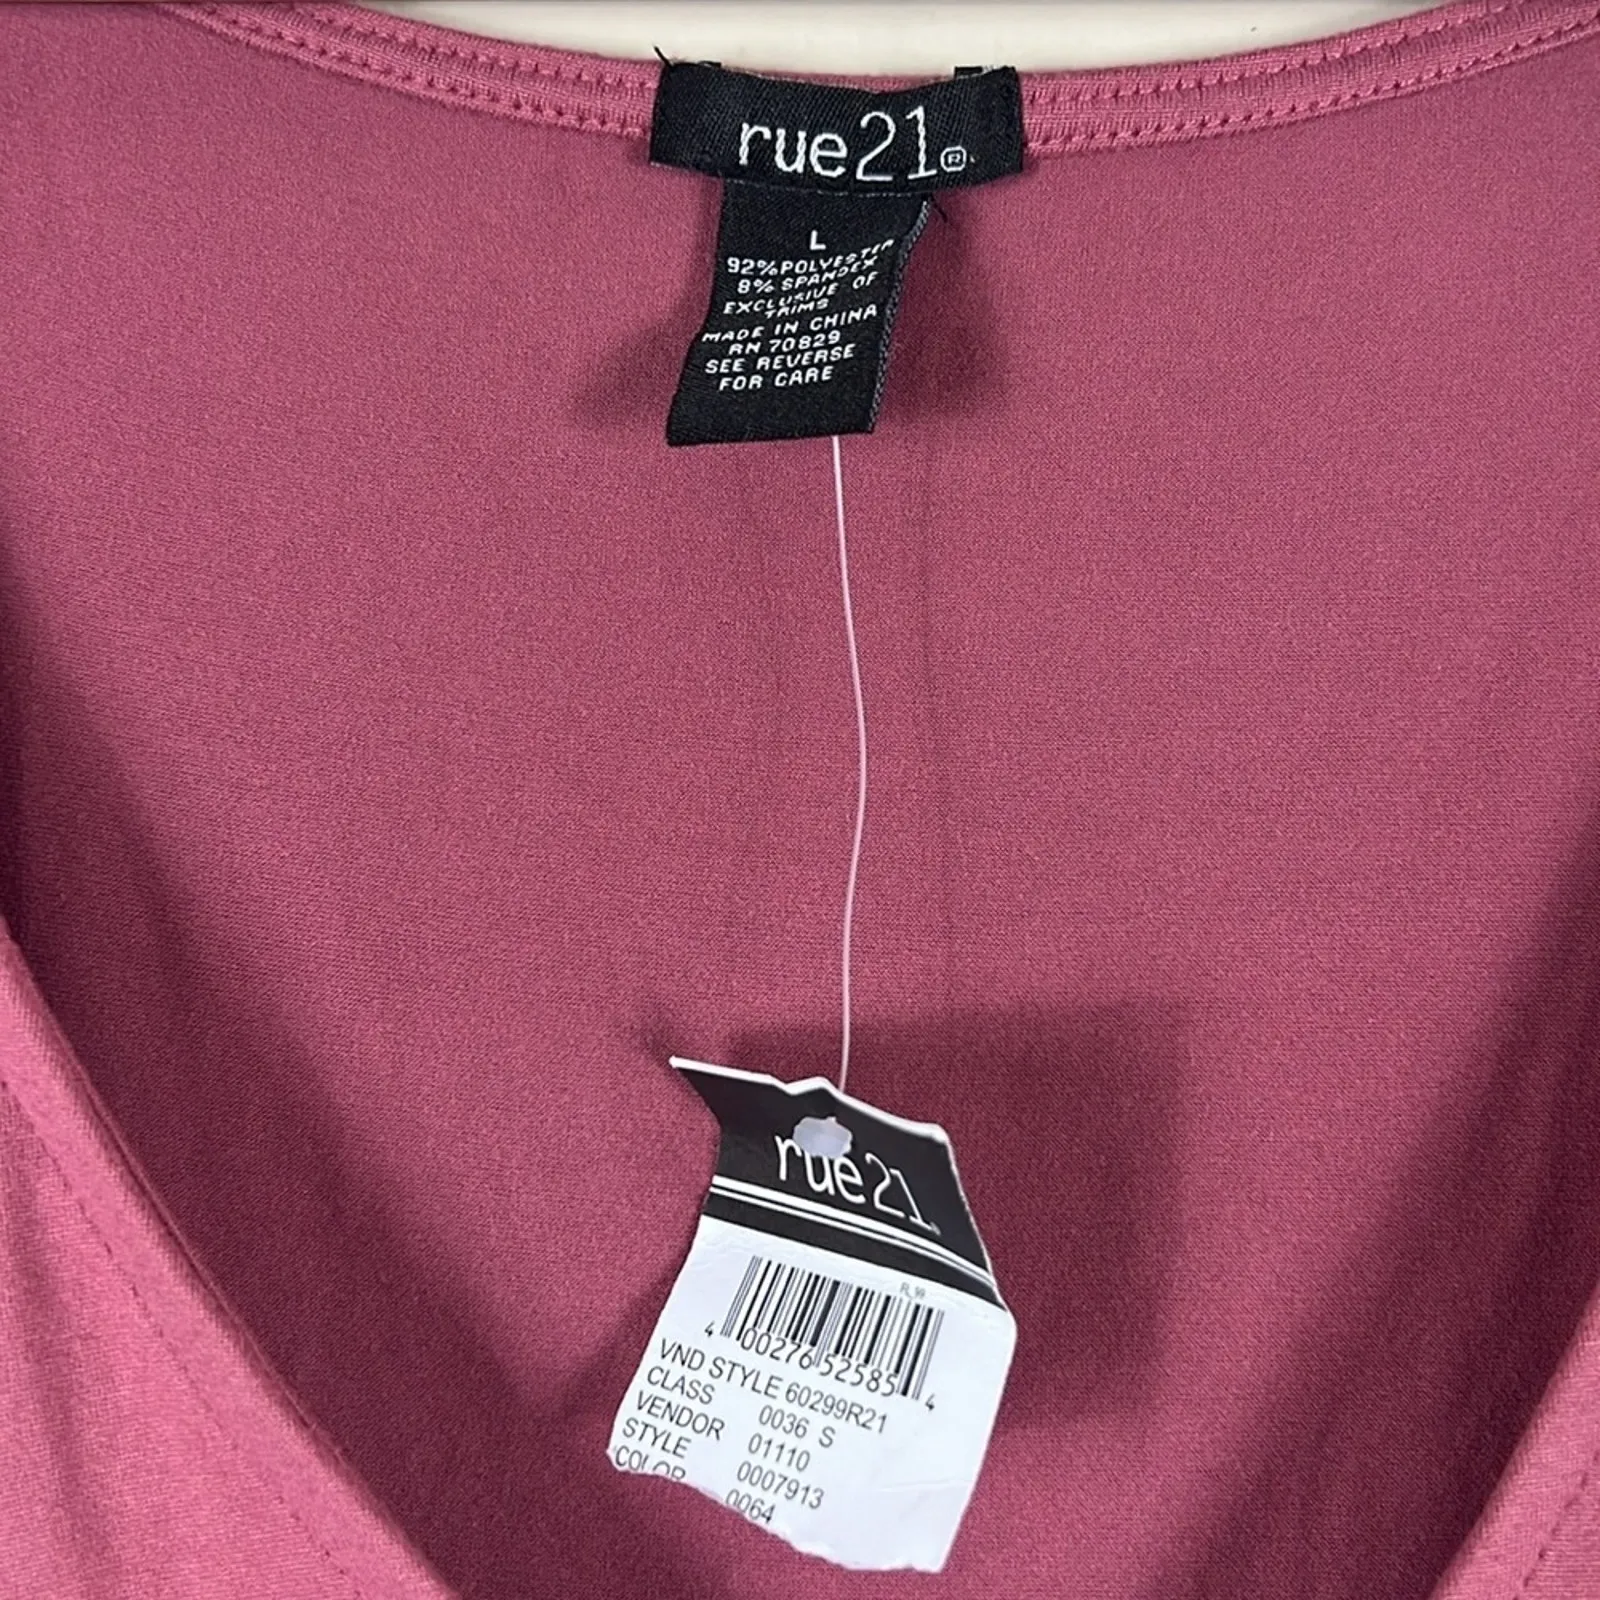 rue21®
L
92% POLYESTER
8% SPANDEX
EXCLUSIVE OF
TRIMS
MADE IN CHINA
RN 70829
SEE REVERSE
FOR CARE
rue21
4 00276 52585 4
VND STYLE 60299R21
CLASS 0036 S
VENDOR 01110
STYLE 0007913
COLOR 0064